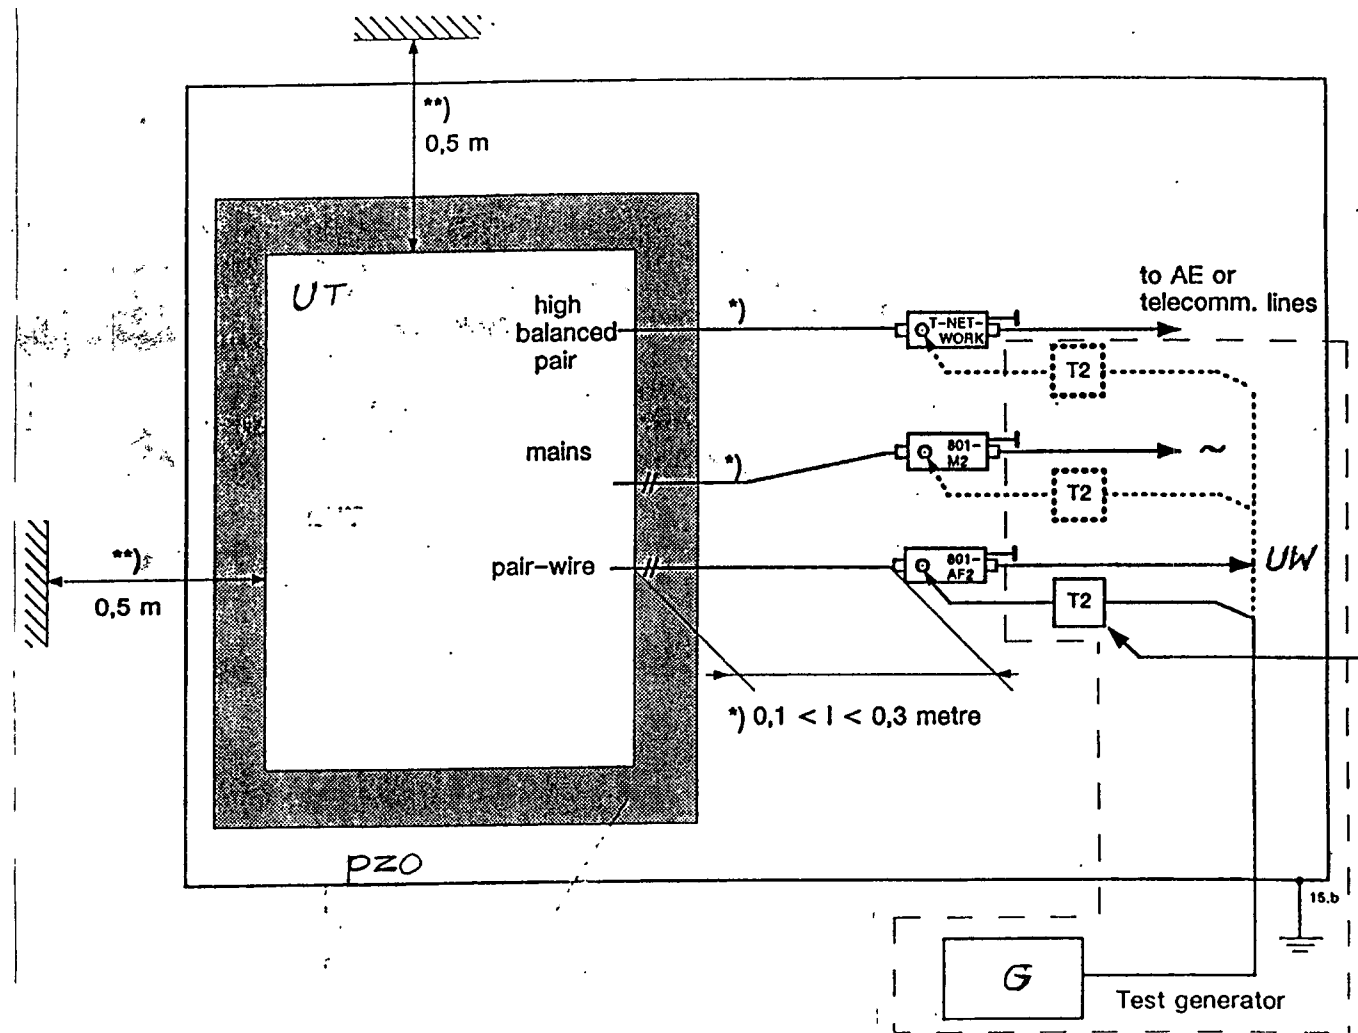 **)
0,5 m
UT
high
balanced
pair
*)
T-NET-
WORK
to AE or
telecomm. lines
T2
mains
*)
801-
M2
~
T2
pair-wire
801-
AF2
UW
T2
**)
0,5 m
*) 0,1 < l < 0,3 metre
pzo
15.b
G
Test generator